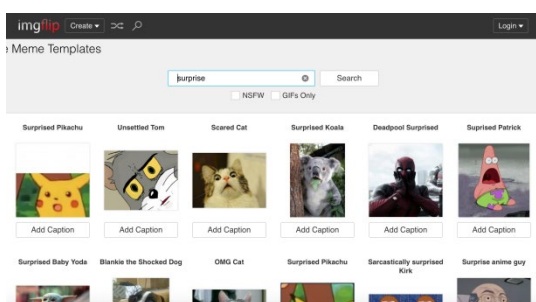 imgflip Create ▾ Login ▾
e Meme Templates
surprise Search
NSFW GIFs Only
Surprised Pikachu Unsettled Tom Scared Cat Surprised Koala Deadpool Surprised Suprised Patrick
Add Caption Add Caption Add Caption Add Caption Add Caption Add Caption
Surprised Baby Yoda Blankie the Shocked Dog OMG Cat Surprised Pikachu Sarcastically surprised Surprise anime guy
Kirk